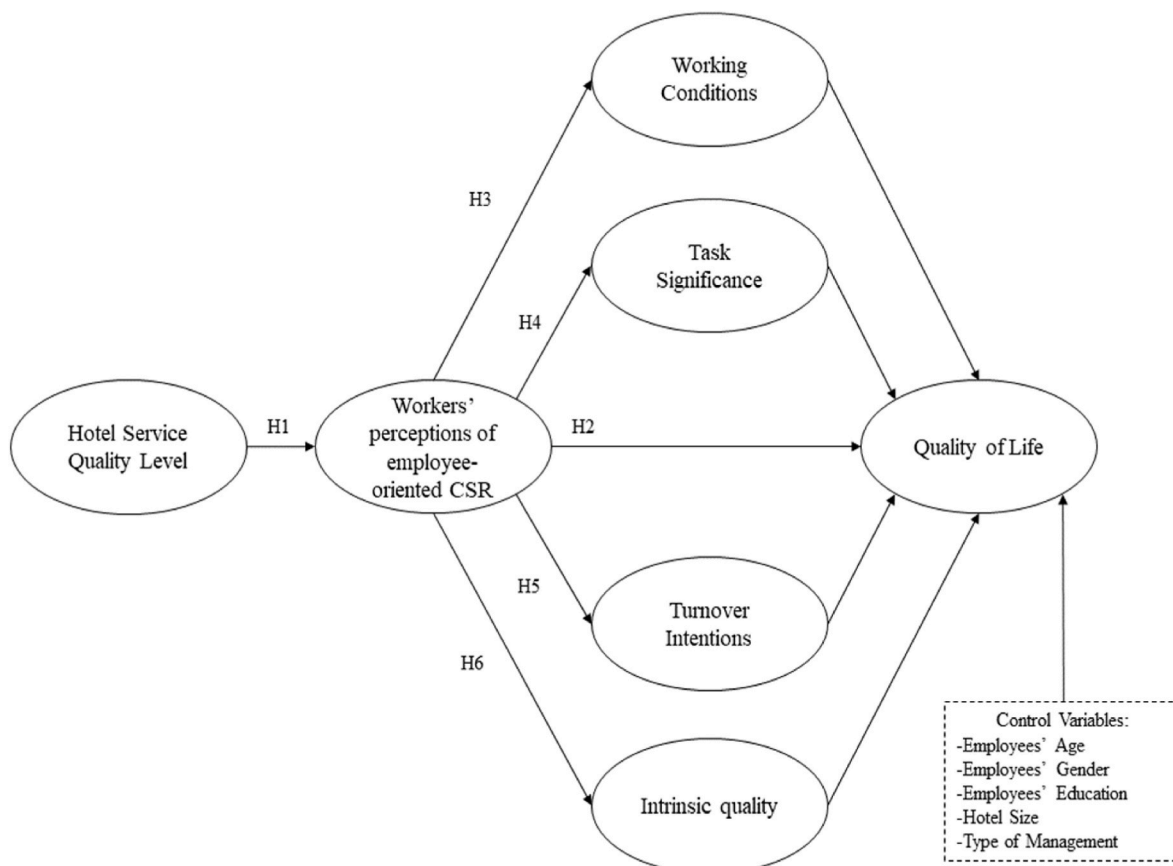 Working
Conditions
H3
Task
Significance
H4
Hotel Service
Quality Level
H1
Workers’
perceptions of
employee-
oriented CSR
H2
Quality of Life
H5
Turnover
Intentions
H6
Intrinsic quality
Control Variables:
-Employees’ Age
-Employees’ Gender
-Employees’ Education
-Hotel Size
-Type of Management